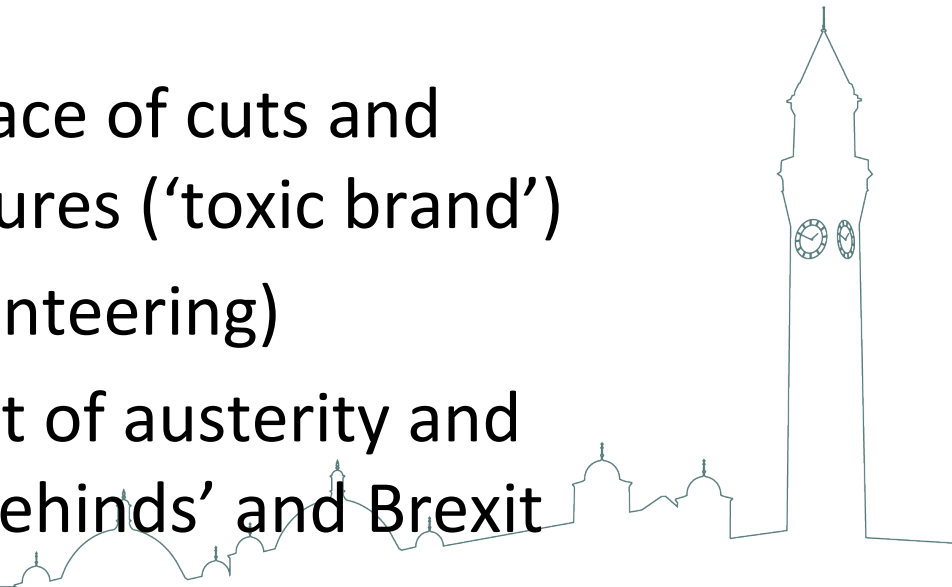 ace of cuts and
ures (‘toxic brand’)
nteering)
t of austerity and
ehinds’ and Brexit